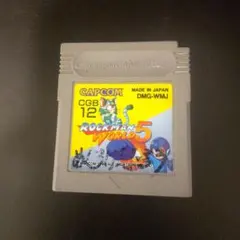 CAPCOM
MADE IN JAPAN
CGB
DMG-WMJ
12
ROCKMAN
WORLD 5